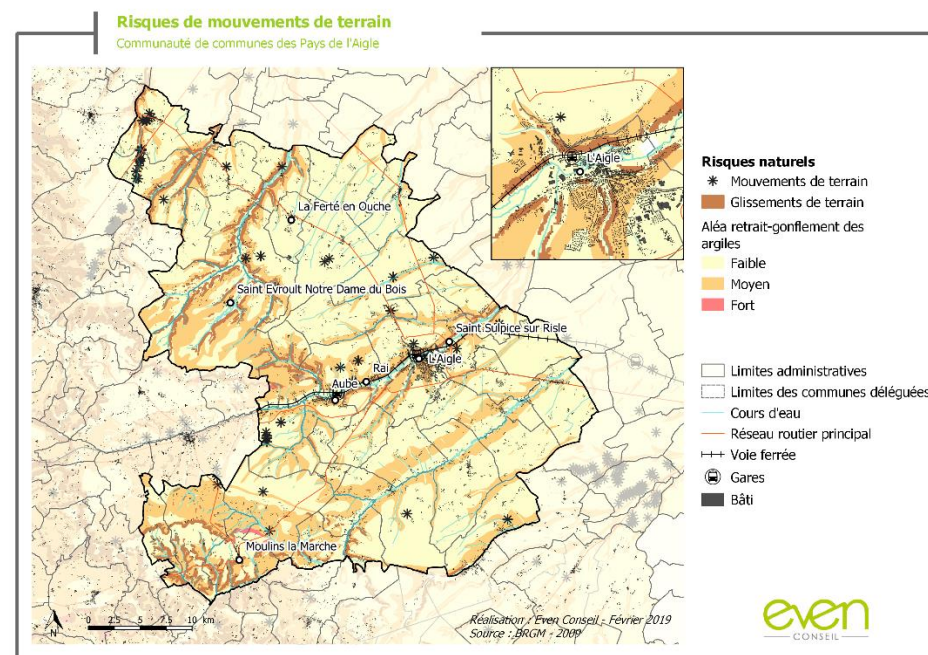 Risques de mouvements de terrain
Communauté de communes des Pays de l'Aigle
L'Aigle
La Ferté en Ouche
Saint Evroult Notre Dame du Bois
Saint Sulpice sur Risle
L'Aigle
Rai
Aube
Moulins la Marche
N
0 2.5 5 7.5 10 km
Réalisation : Even Conseil - Février 2019
Source : BRGM - 2009
Risques naturels
Mouvements de terrain
Glissements de terrain
Aléa retrait-gonflement des
argiles
Faible
Moyen
Fort
Limites administratives
Limites des communes déléguées
Cours d'eau
Réseau routier principal
Voie ferrée
Gares
Bâti
even
CONSEIL